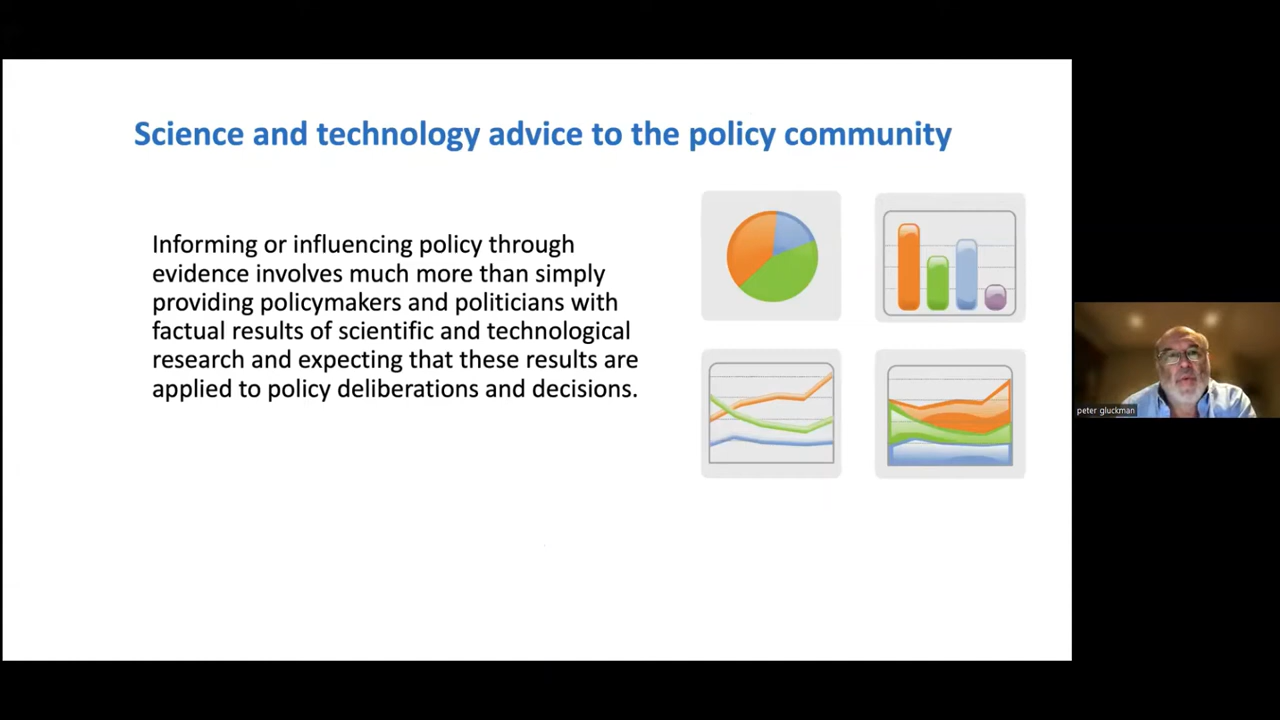 Science and technology advice to the policy community
Informing or influencing policy through
evidence involves much more than simply
providing policymakers and politicians with
factual results of scientific and technological
research and expecting that these results are
applied to policy deliberations and decisions.
peter gluckman